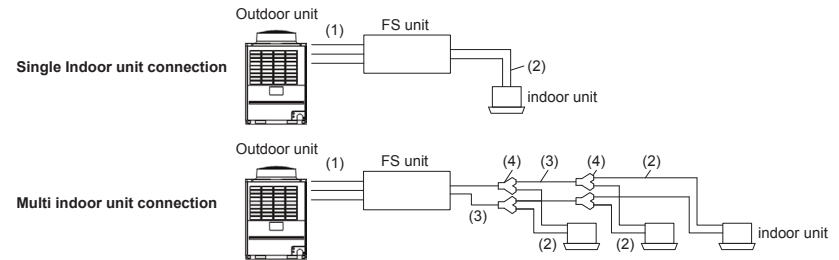 Outdoor unit
(1)
FS unit
Single Indoor unit connection
(2)
indoor unit
Outdoor unit
(1)
FS unit
(4)
(3)
(4)
(2)
Multi indoor unit connection
(3)
(2)
(2)
indoor unit